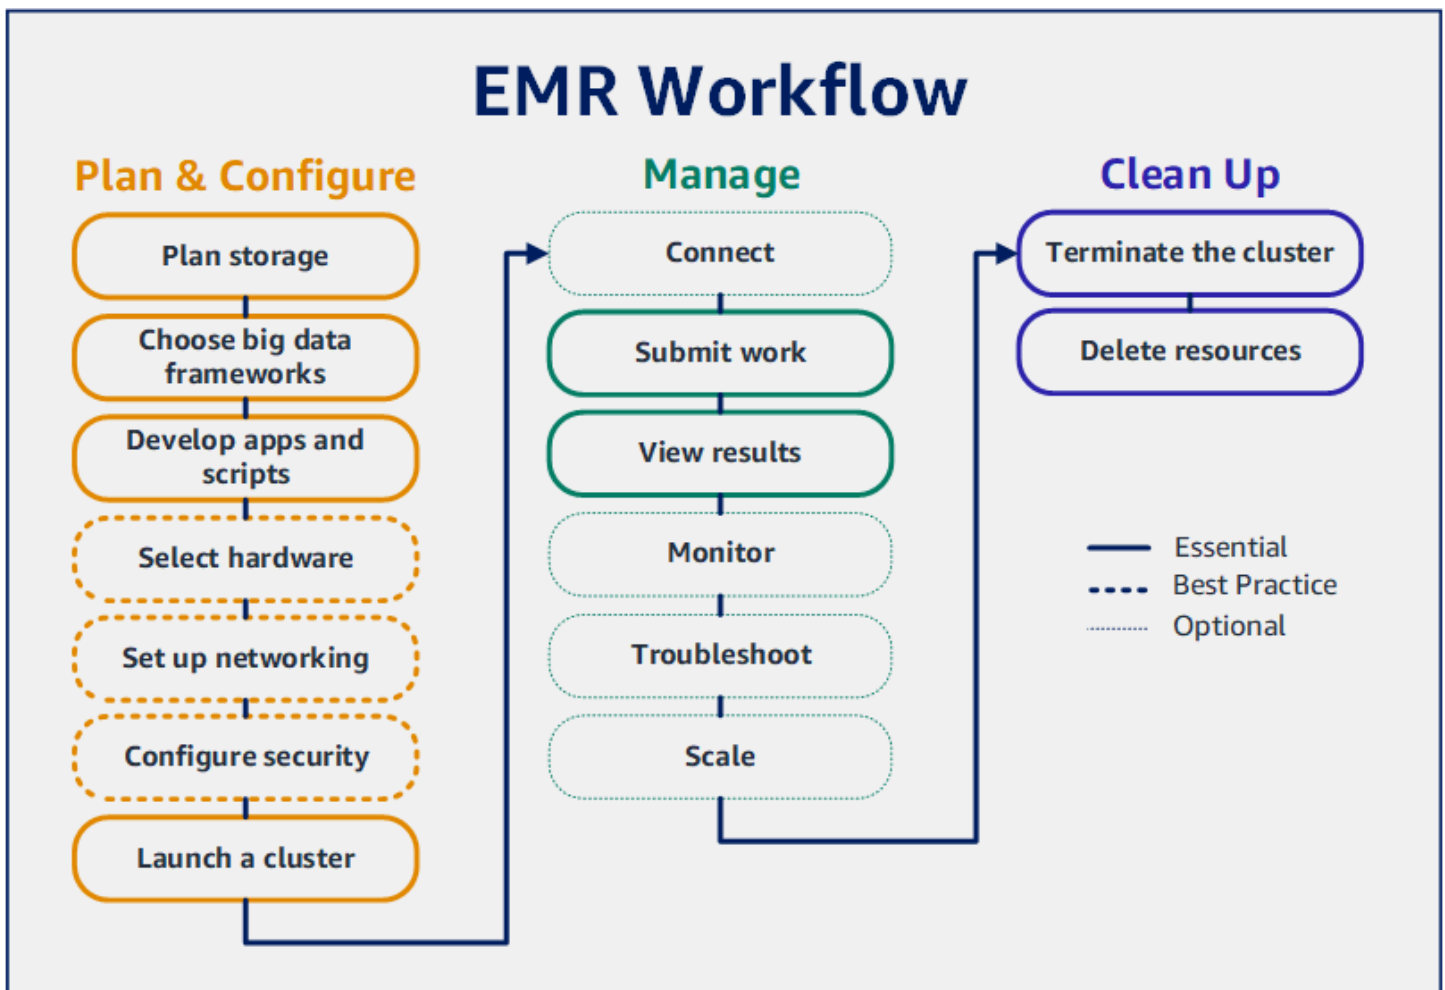 EMR Workflow
Plan & Configure
Plan storage
Choose big data
frameworks
Develop apps and
scripts
Select hardware
Set up networking
Configure security
Launch a cluster
Manage
Connect
Submit work
View results
Monitor
Troubleshoot
Scale
Clean Up
Terminate the cluster
Delete resources
Essential
Best Practice
Optional